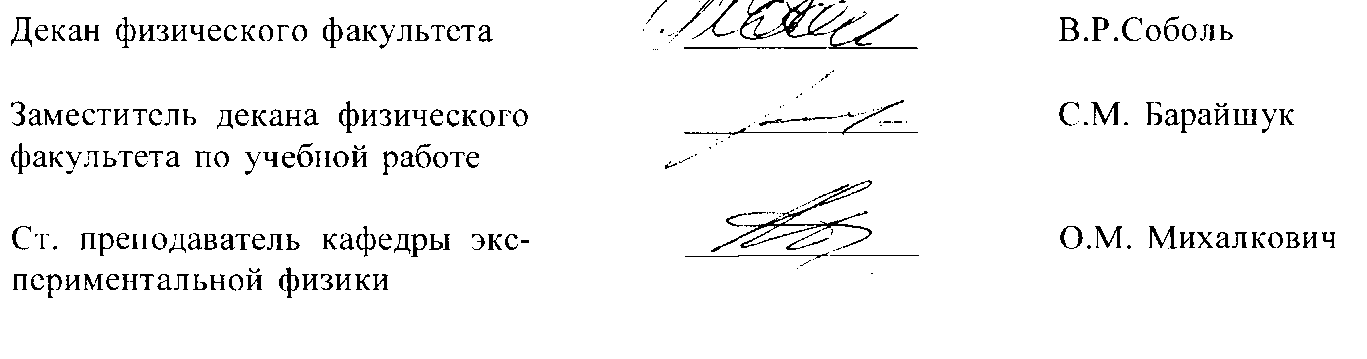 Декан физического факультета В.Р.Соболь
Заместитель декана физического С.М. Барайшук
факультета по учебной работе
Ст. преподаватель кафедры экс- О.М. Михалкович
периментальной физики